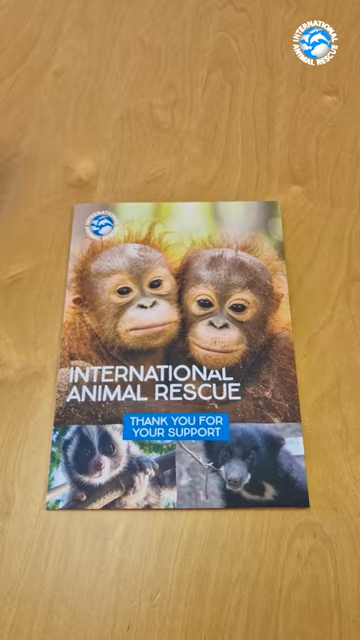 INTERNATIONAL
ANIMAL RESCUE
INTERNATIONAL
ANIMAL RESCUE
THANK YOU FOR
YOUR SUPPORT